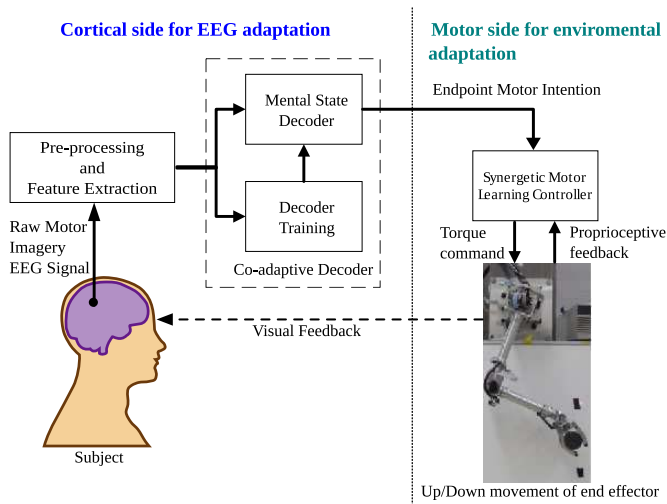 Cortical side for EEG adaptation
Motor side for enviromental
adaptation
Endpoint Motor Intention
Mental State
Decoder
Pre-processing
and
Feature Extraction
Synergetic Motor
Learning Controller
Decoder
Training
Raw Motor
Imagery
EEG Signal
Co-adaptive Decoder
Torque
command
Proprioceptive
feedback
Visual Feedback
Subject
Up/Down movement of end effector